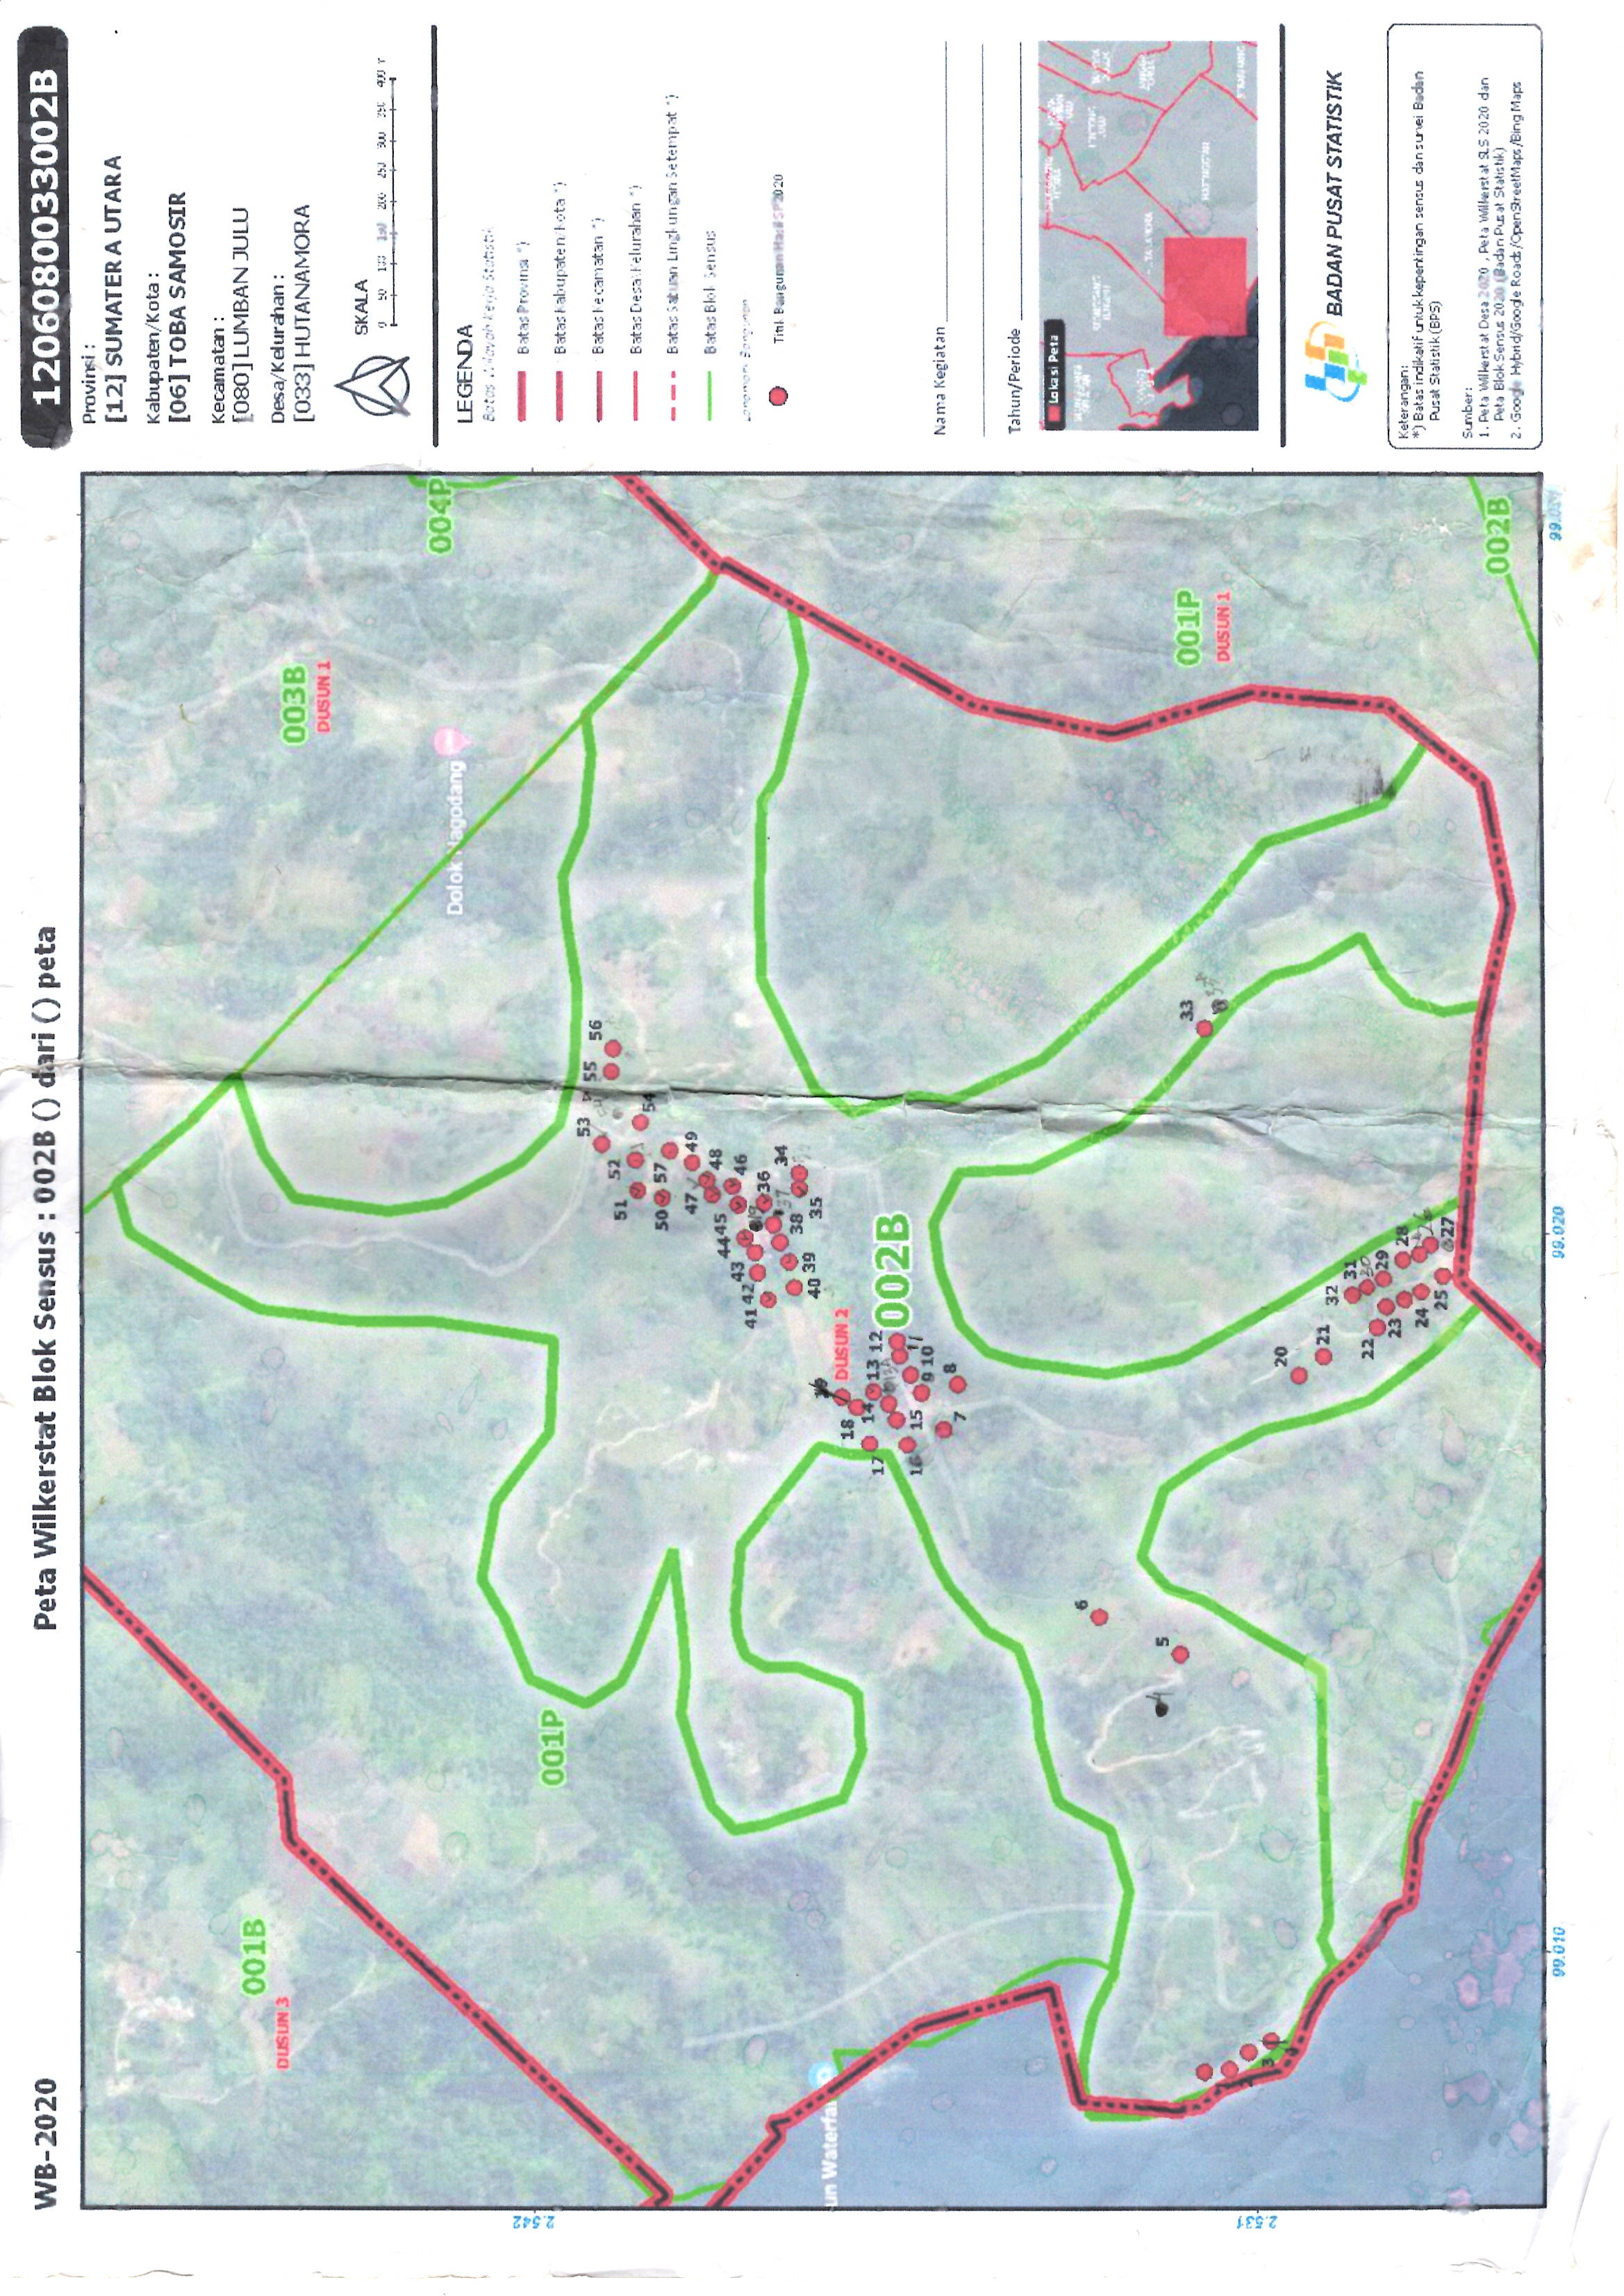 WB-2020
Peta Wilkerstat Blok Sensus : 002B () dari () peta
1206080033002B
Provinsi :
[12] SUMATERA UTARA
Kabupaten/Kota :
[06] TOBA SAMOSIR
Kecamatan :
[080] LUMBAN JULU
Desa/Kelurahan :
[033] HUTANAMORA
SKALA
0 50 100 150 200 250 300 350 400
LEGENDA
Batas Wilayah Kerja Statistik
Batas Provinsi *)
Batas Kabupaten/Kota *)
Batas Kecamatan *)
Batas Desa/Kelurahan *)
Batas Satuan Lingkungan Setempat *)
Batas Blok Sensus
Landmark Bangunan
Titik Bangunan Hasil SP2020
Nama Kegiatan
Tahun/Periode
Lokasi Peta
BADAN PUSAT STATISTIK
Keterangan:
*) Batas indikatif untuk kepentingan sensus dan survei Badan
Pusat Statistik (BPS)
Sumber:
1. Peta Wilkerstat Desa 2020 , Peta Wilkerstat SLS 2020 dan
Peta Blok Sensus 2020 (Badan Pusat Statistik)
2. Google Hybrid/Google Roads/OpenStreetMaps/Bing Maps
001B
DUSUN 3
003B
DUSUN 1
004P
Dolok Nagodang
001P
2.542
53
55
56
52
51
54
50
57
47
49
48
44
45
46
43
42
41
36
37
34
38
39
40
35
DUSUN 2
18
14
13
12
17
13A
002B
16
15
11
9
10
8
7
6
4
5
33
33A
001P
DUSUN 1
3
2.531
20
21
32
31
30
22
29
23
28
24
26
25
27
002B
99.010
99.020